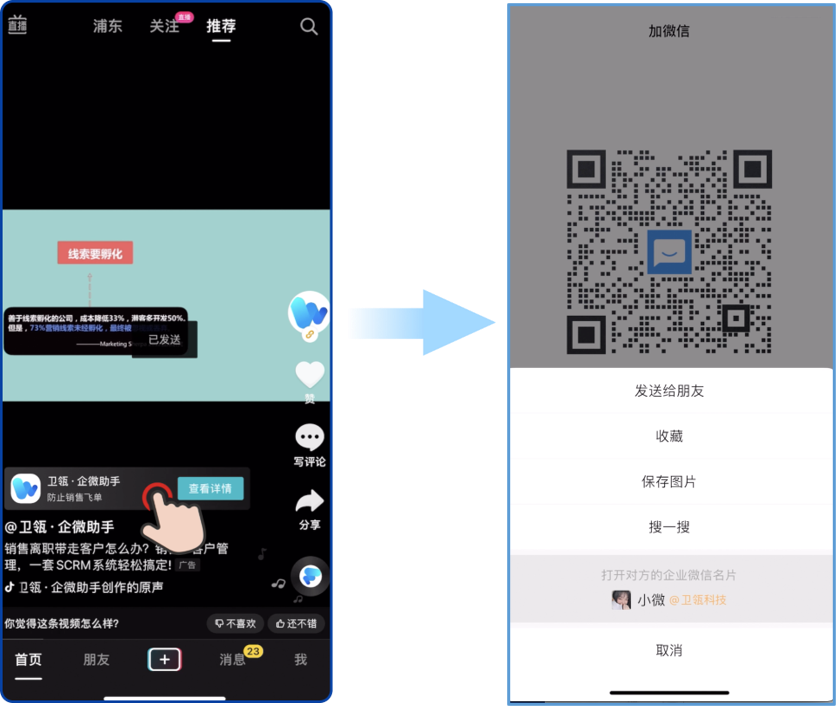 直播
浦东
关注
直播
推荐
线索要孵化
善于线索孵化的公司，成本降低33%，潜客多开发50%.
但是，73%营销线索未经孵化，最终被
———Marketing S
已发送
赞
写评论
分享
卫瓴·企微助手
防止销售飞单
查看详情
@卫瓴·企微助手
销售离职带走客户怎么办？销 客户管
理，一套SCRM系统轻松搞定！ 广告
卫瓴·企微助手创作的原声
你觉得这条视频怎么样?
不喜欢
还不错
首页
朋友
消息
23
我
加微信
发送给朋友
收藏
保存图片
搜一搜
打开对方的企业微信名片
小微 @卫瓴科技
取消